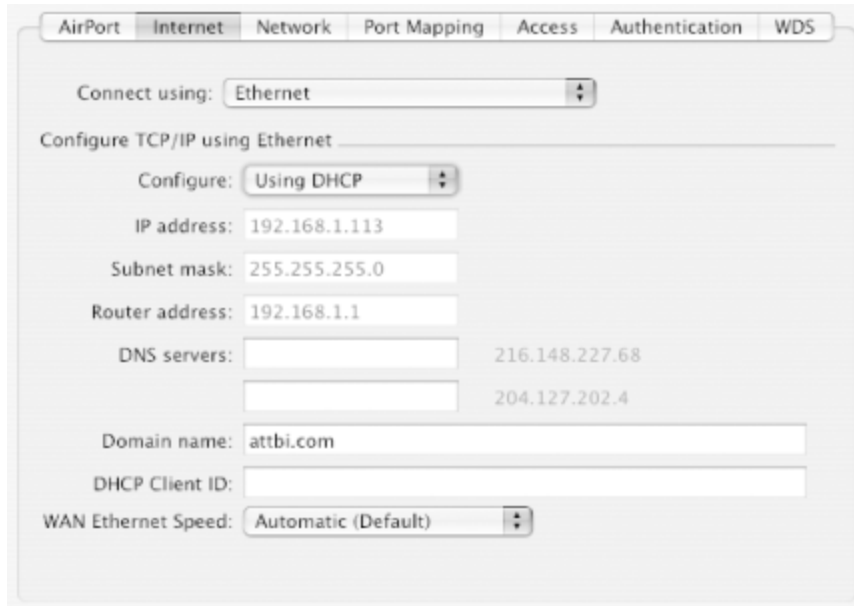 AirPort Internet Network Port Mapping Access Authentication WDS
Connect using: Ethernet
Configure TCP/IP using Ethernet
Configure: Using DHCP
IP address: 192.168.1.113
Subnet mask: 255.255.255.0
Router address: 192.168.1.1
DNS servers: 216.148.227.68
204.127.202.4
Domain name: attbi.com
DHCP Client ID:
WAN Ethernet Speed: Automatic (Default)